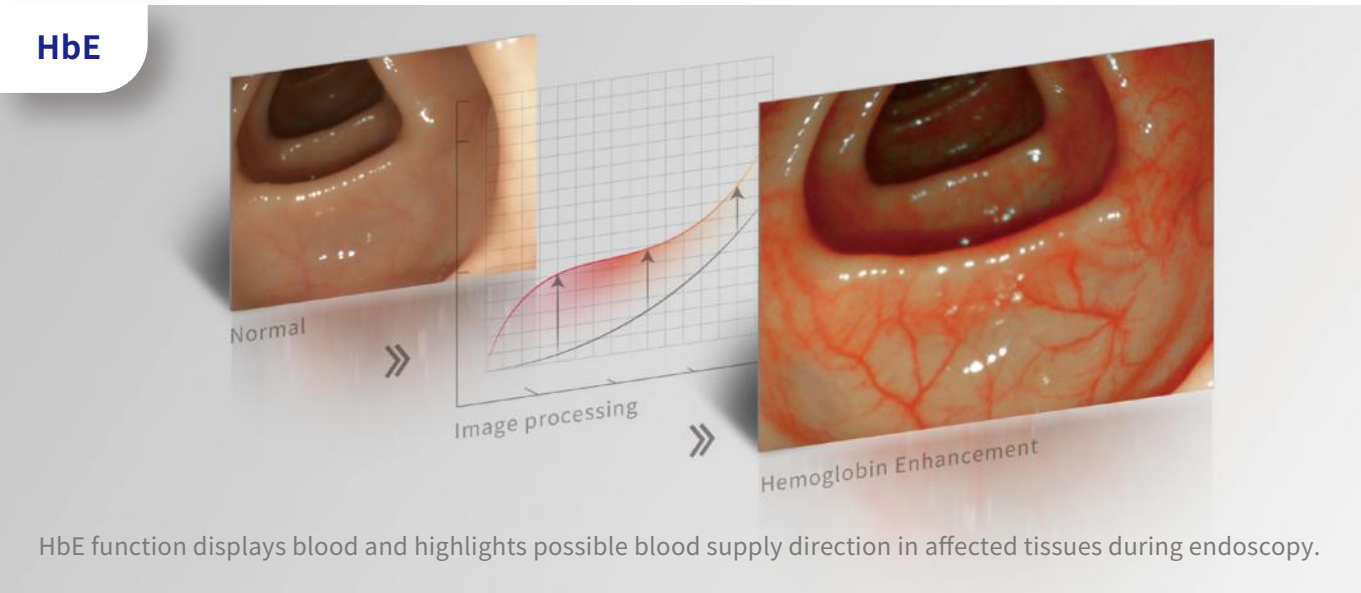 HbE
Normal
Image processing
Hemoglobin Enhancement
HbE function displays blood and highlights possible blood supply direction in affected tissues during endoscopy.